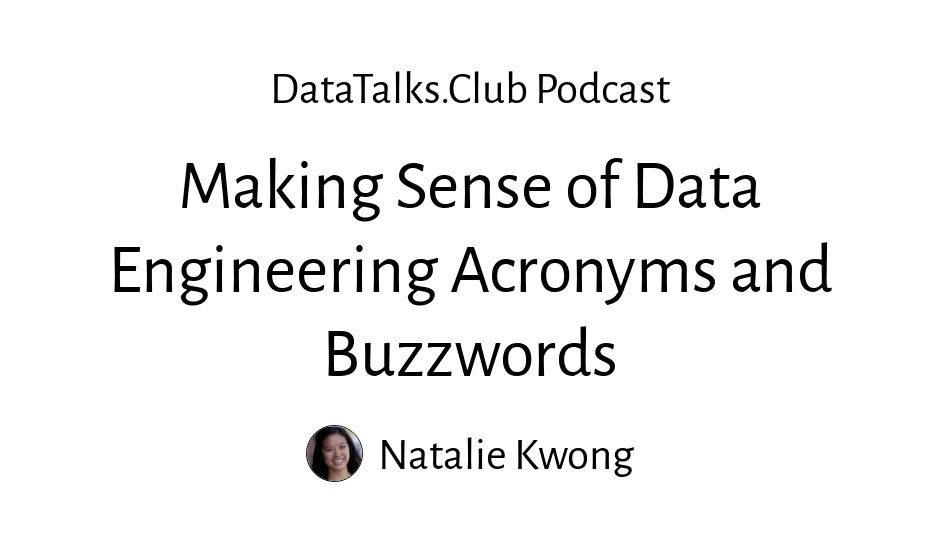 DataTalks.Club Podcast
Making Sense of Data
Engineering Acronyms and
Buzzwords
Natalie Kwong